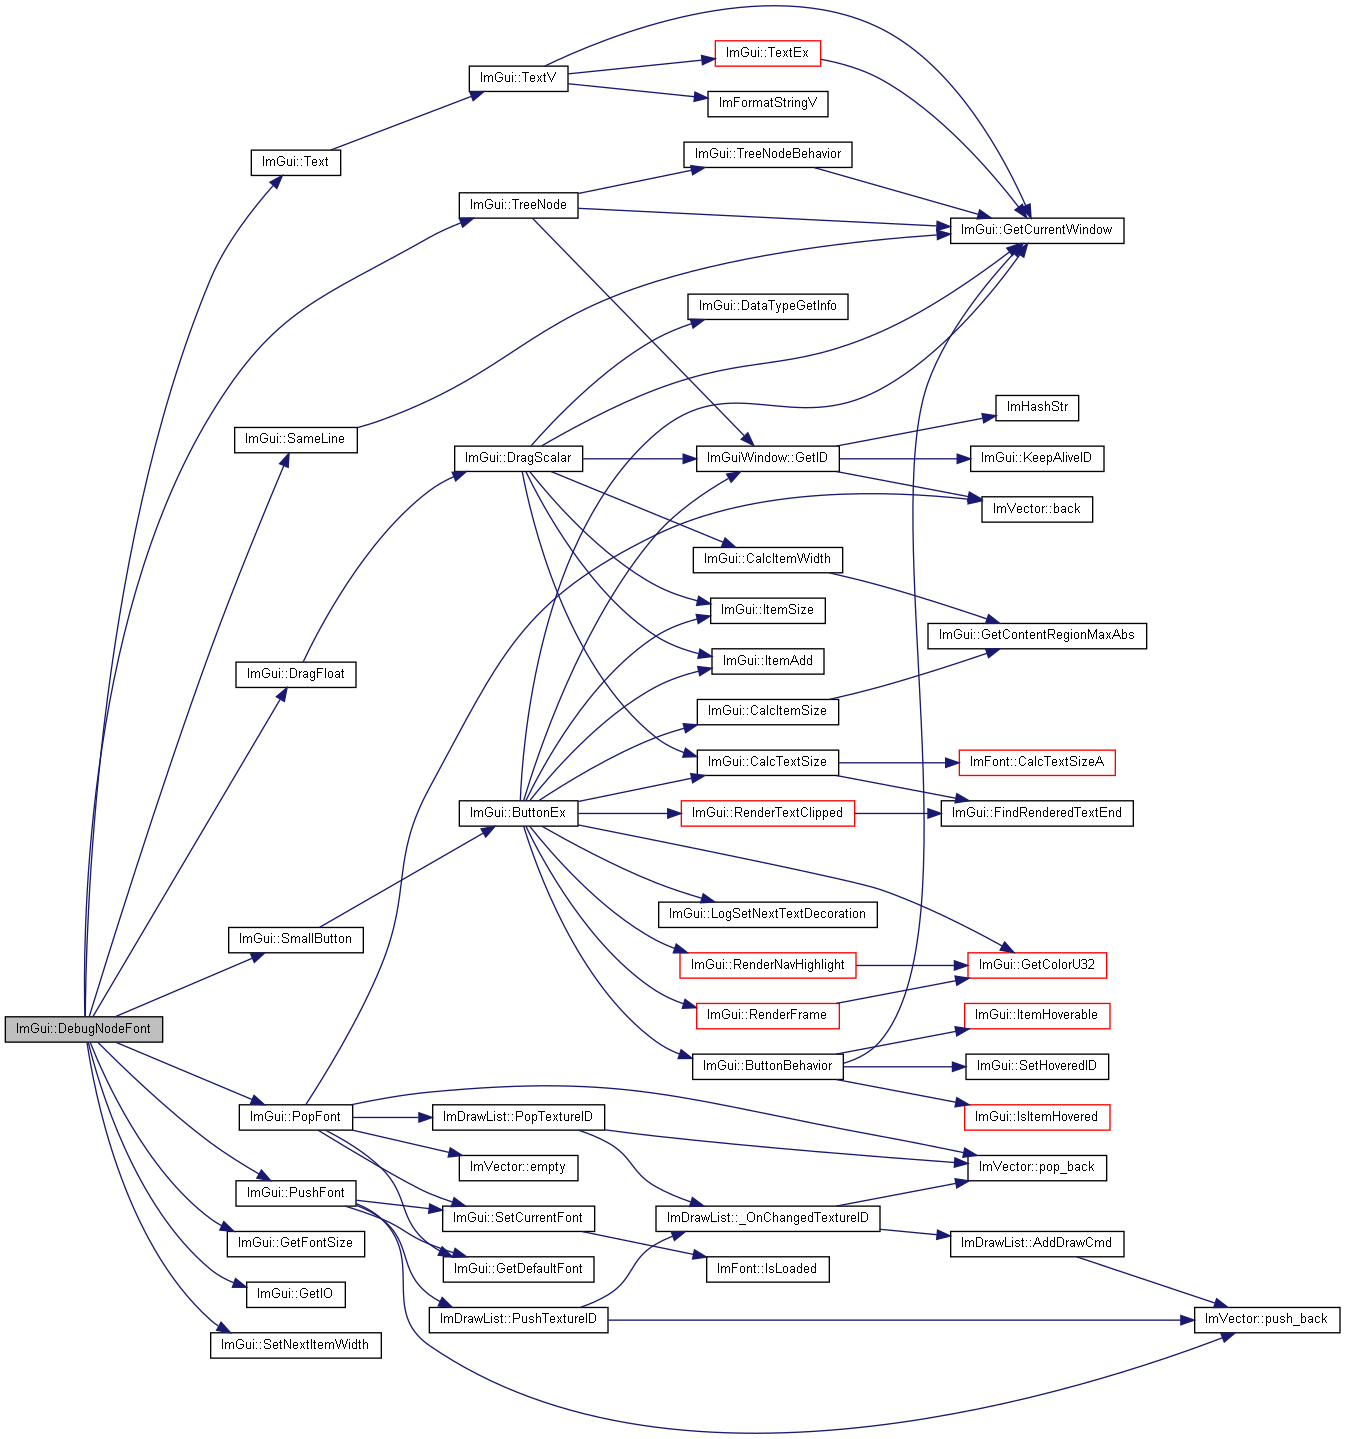 ImGui::TextEx
ImGui::TextV
ImFormatStringV
ImGui::Text
ImGui::TreeNodeBehavior
ImGui::TreeNode
ImGui::GetCurrentWindow
ImGui::DataTypeGetInfo
ImHashStr
ImGui::SameLine
ImGui::DragScalar
ImGuiWindow::GetID
ImGui::KeepAliveID
ImVector::back
ImGui::CalcItemWidth
ImGui::ItemSize
ImGui::GetContentRegionMaxAbs
ImGui::ItemAdd
ImGui::DragFloat
ImGui::CalcItemSize
ImGui::CalcTextSize
ImFont::CalcTextSizeA
ImGui::ButtonEx
ImGui::RenderTextClipped
ImGui::FindRenderedTextEnd
ImGui::LogSetNextTextDecoration
ImGui::SmallButton
ImGui::RenderNavHighlight
ImGui::GetColorU32
ImGui::RenderFrame
ImGui::ItemHoverable
ImGui::DebugNodeFont
ImGui::ButtonBehavior
ImGui::SetHoveredID
ImGui::PopFont
ImDrawList::PopTextureID
ImGui::IsItemHovered
ImVector::empty
ImVector::pop_back
ImGui::PushFont
ImGui::SetCurrentFont
ImDrawList::_OnChangedTextureID
ImGui::GetFontSize
ImDrawList::AddDrawCmd
ImGui::GetDefaultFont
ImFont::IsLoaded
ImGui::GetIO
ImDrawList::PushTextureID
ImVector::push_back
ImGui::SetNextItemWidth